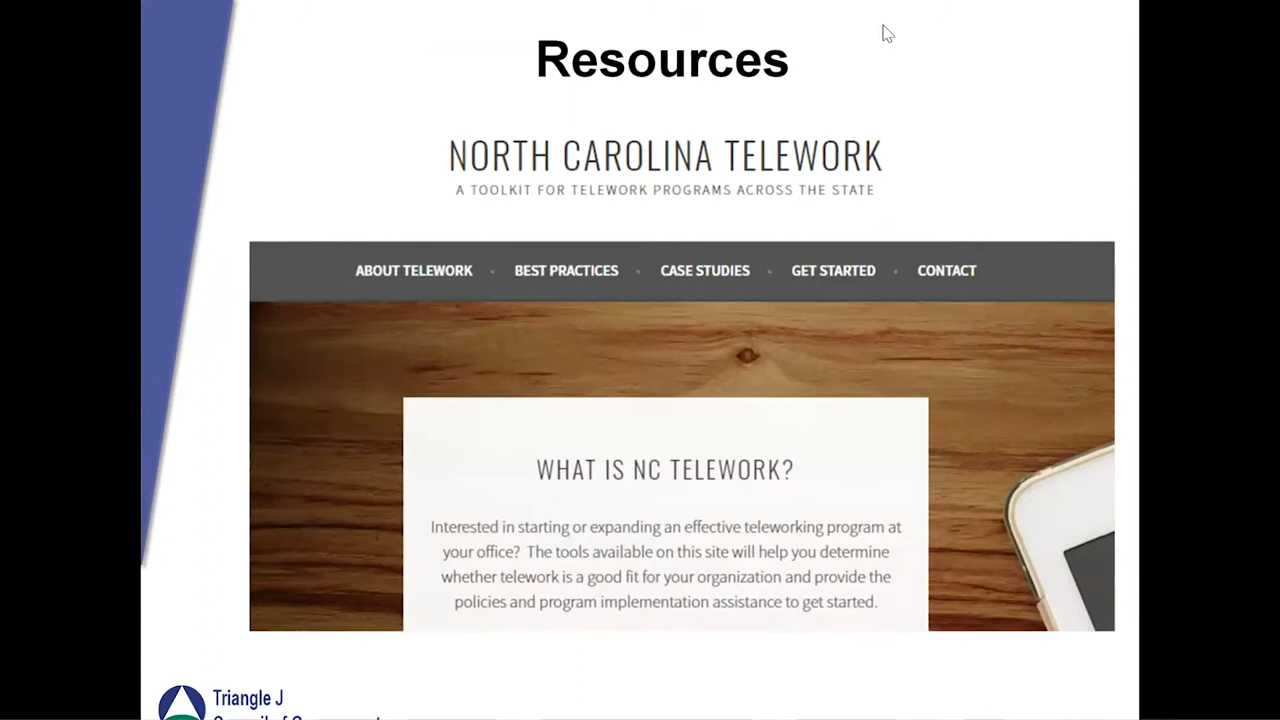 Resources
NORTH CAROLINA TELEWORK
A TOOLKIT FOR TELEWORK PROGRAMS ACROSS THE STATE
ABOUT TELEWORK • BEST PRACTICES • CASE STUDIES • GET STARTED • CONTACT
WHAT IS NC TELEWORK?
Interested in starting or expanding an effective teleworking program at
your office? The tools available on this site will help you determine
whether telework is a good fit for your organization and provide the
policies and program implementation assistance to get started.
Triangle J